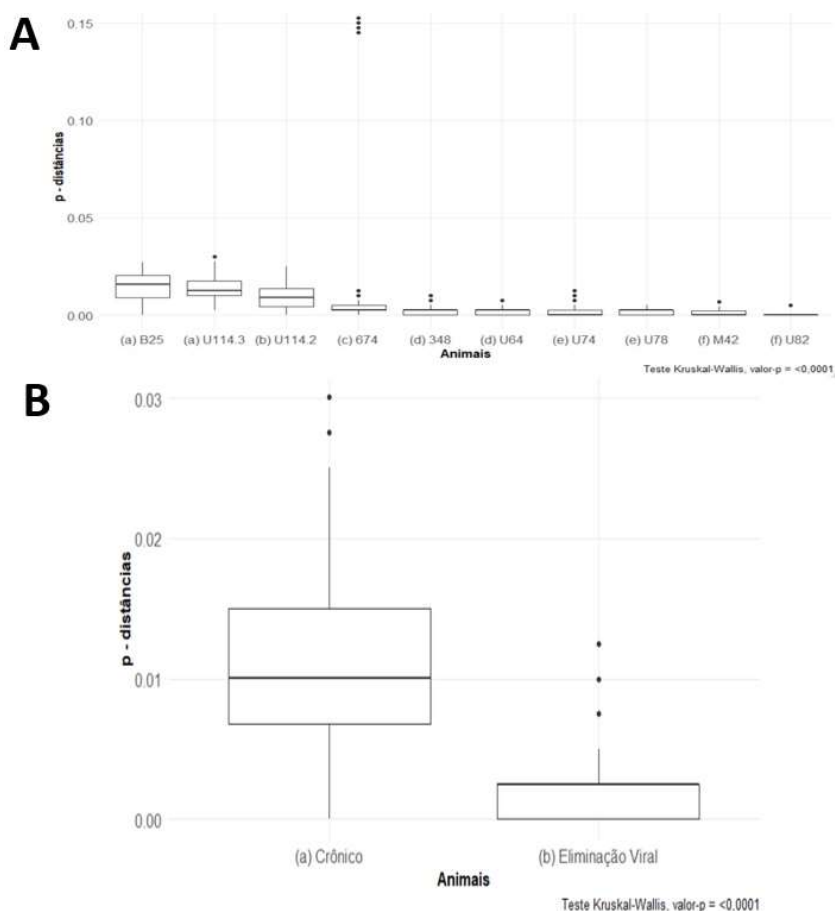 A
0.15
0.10
0.05
0.00
p - distâncias
(a) B25 (a) U114.3 (b) U114.2 (c) 674 (d) 348 (d) U64 (e) U74 (e) U78 (f) M42 (f) U82
Animais
Teste Kruskal-Wallis, valor-p = <0,0001
B
0.03
0.02
0.01
0.00
p - distâncias
(a) Crônico (b) Eliminação Viral
Animais
Teste Kruskal-Wallis, valor-p = <0.0001